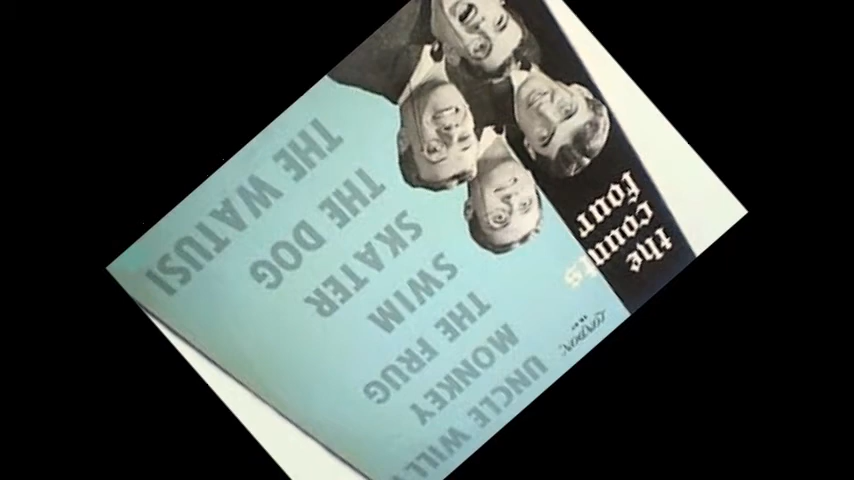 the
counts
four
LONDON
UNCLE
MONKEY
THE FRUG
SWIM
SKATER
THE DOG
THE WATUSI